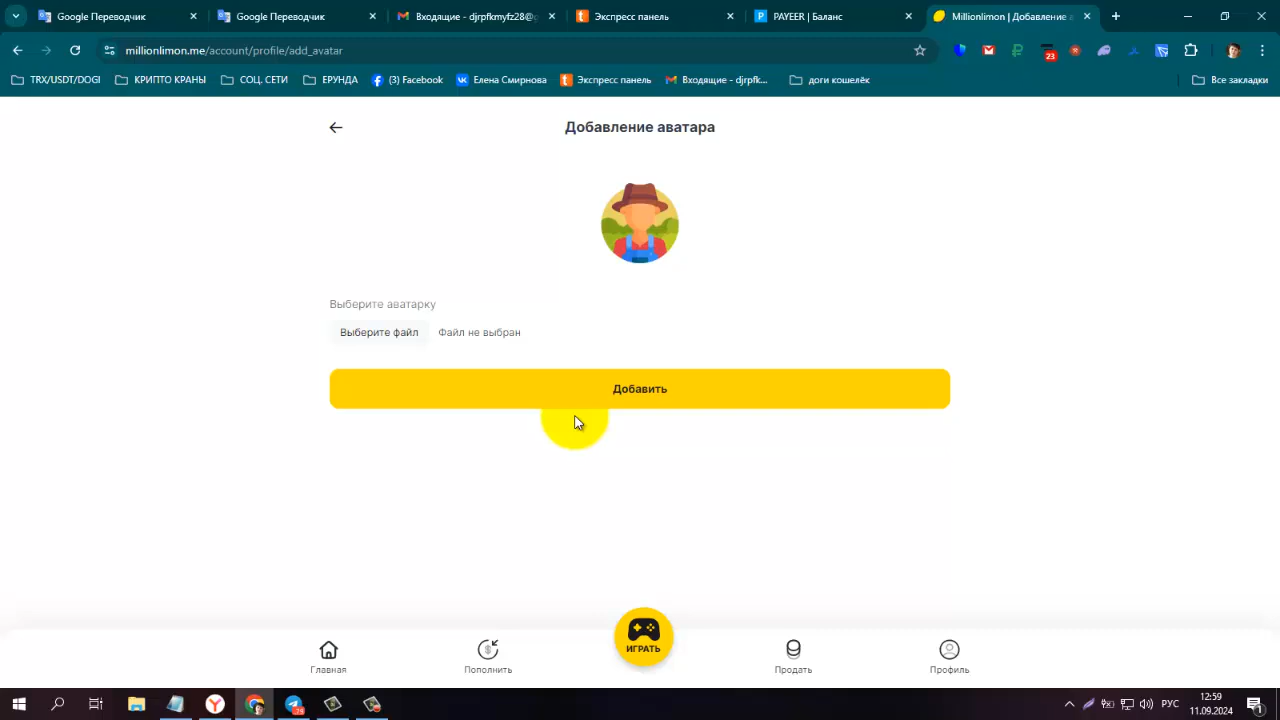 Google Переводчик
Google Переводчик
Входящие - djrpfkmyfz28@g
Экспресс панель
PAYEER | Баланс
Millionlimon | Добавление а
millionlimon.me/account/profile/add_avatar
23
TRX/USDT/DOGI
КРИПТО КРАНЫ
СОЦ. СЕТИ
ЕРУНДА
(3) Facebook
Елена Смирнова
Экспресс панель
Входящие - djrpfk...
доги кошелёк
Все закладки
Добавление аватара
Выберите аватарку
Выберите файл Файл не выбран
Добавить
ИГРАТЬ
Главная
Пополнить
Продать
Профиль
РУС
12:59
11.09.2024